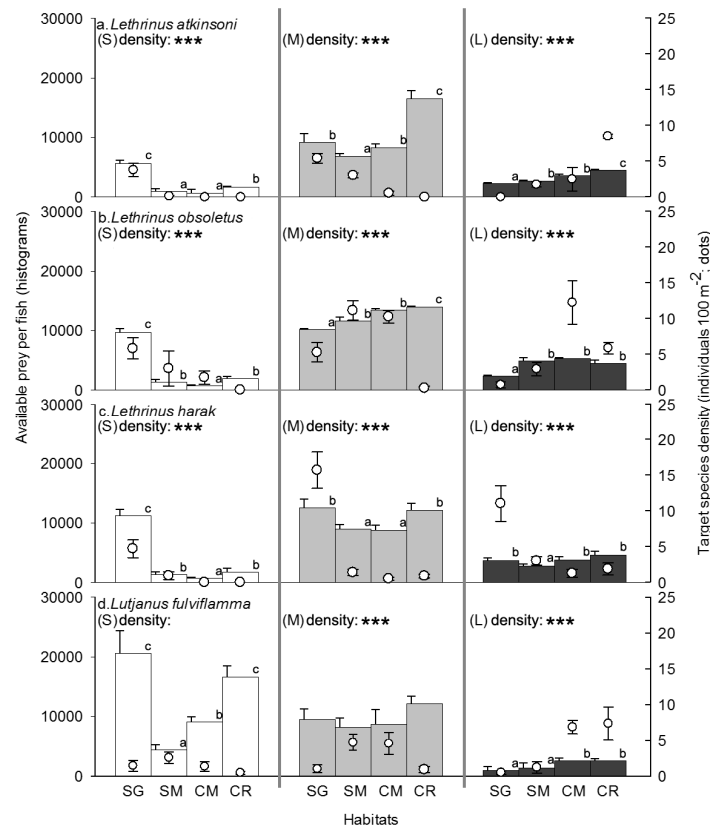 a. Lethrinus atkinsoni
(S) density: ***
(M) density: ***
(L) density: ***
30000
20000
10000
0
25
20
15
10
5
0
c
a
b
b
b
a
b
c
a
b
b
c
b. Lethrinus obsoletus
(S) density: ***
(M) density: ***
(L) density: ***
30000
20000
10000
0
25
20
15
10
5
0
c
b
a
b
a
b
b
c
a
b
b
b
c. Lethrinus harak
(S) density: ***
(M) density: ***
(L) density: ***
30000
20000
10000
0
25
20
15
10
5
0
c
b
a
b
b
a
a
b
b
a
b
b
d. Lutjanus fulviflamma
(S) density:
(M) density: ***
(L) density: ***
30000
20000
10000
0
25
20
15
10
5
0
c
a
b
c
a
a
b
b
SG SM CM CR
SG SM CM CR
SG SM CM CR
Habitats
Available prey per fish (histograms)
Target species density (individuals 100 m-2; dots)